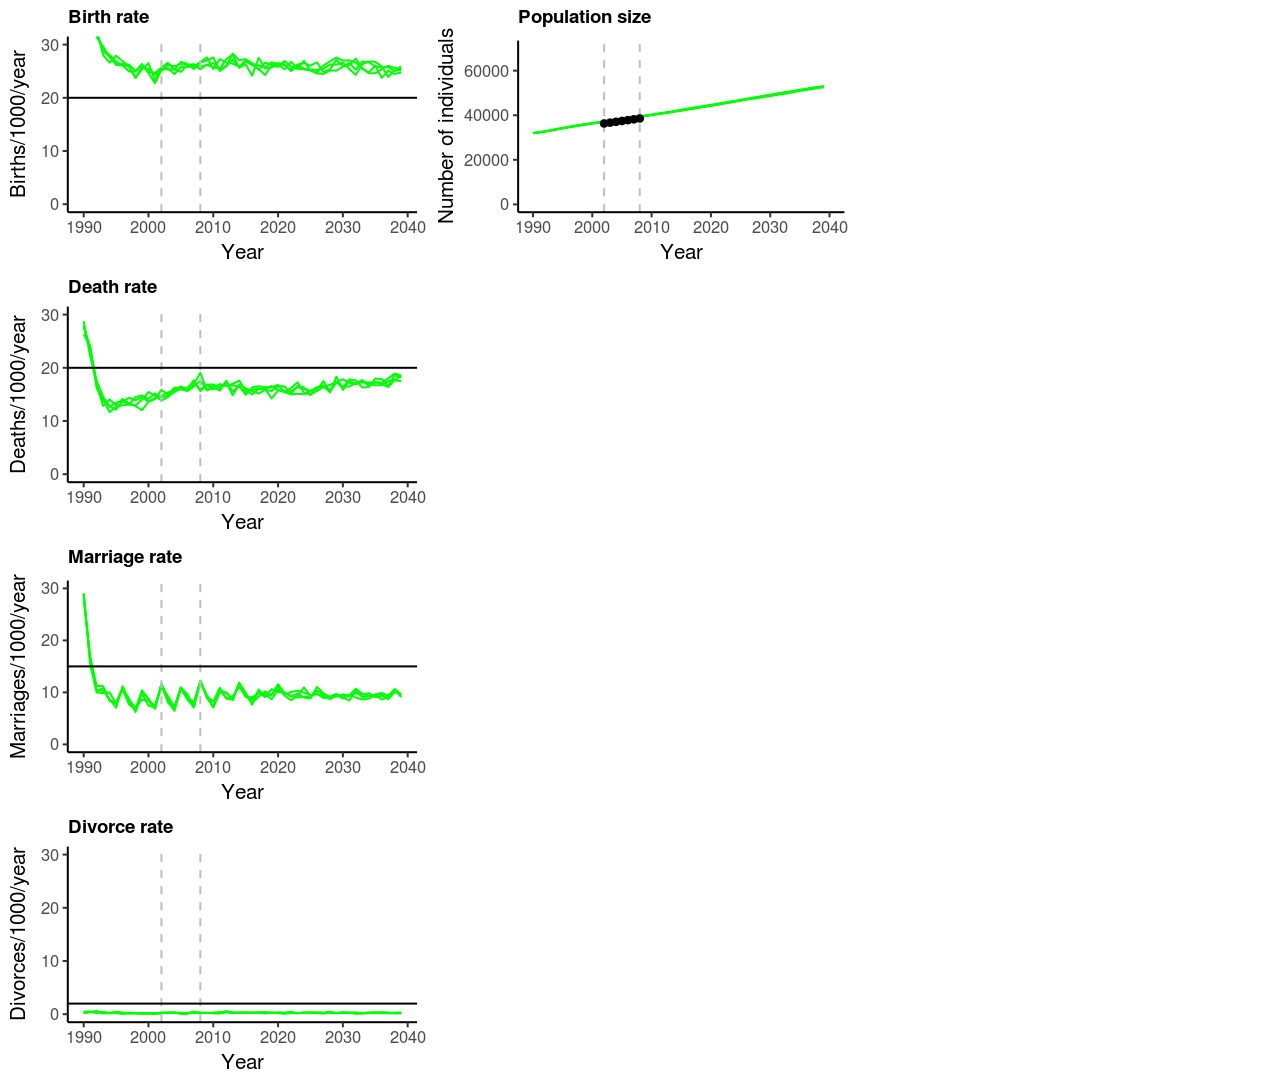 Birth rate
Births/1000/year
30
20
10
0
1990 2000 2010 2020 2030 2040
Year
Population size
Number of individuals
60000
40000
20000
0
1990 2000 2010 2020 2030 2040
Year
Death rate
Deaths/1000/year
30
20
10
0
1990 2000 2010 2020 2030 2040
Year
Marriage rate
Marriages/1000/year
30
20
10
0
1990 2000 2010 2020 2030 2040
Year
Divorce rate
Divorces/1000/year
30
20
10
0
1990 2000 2010 2020 2030 2040
Year